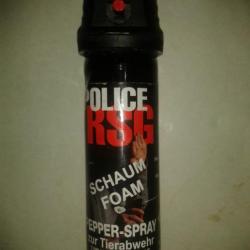 POLICE
RSG
SCHAUM
FOAM
PEPPER-SPRAY
zur Tierabwehr